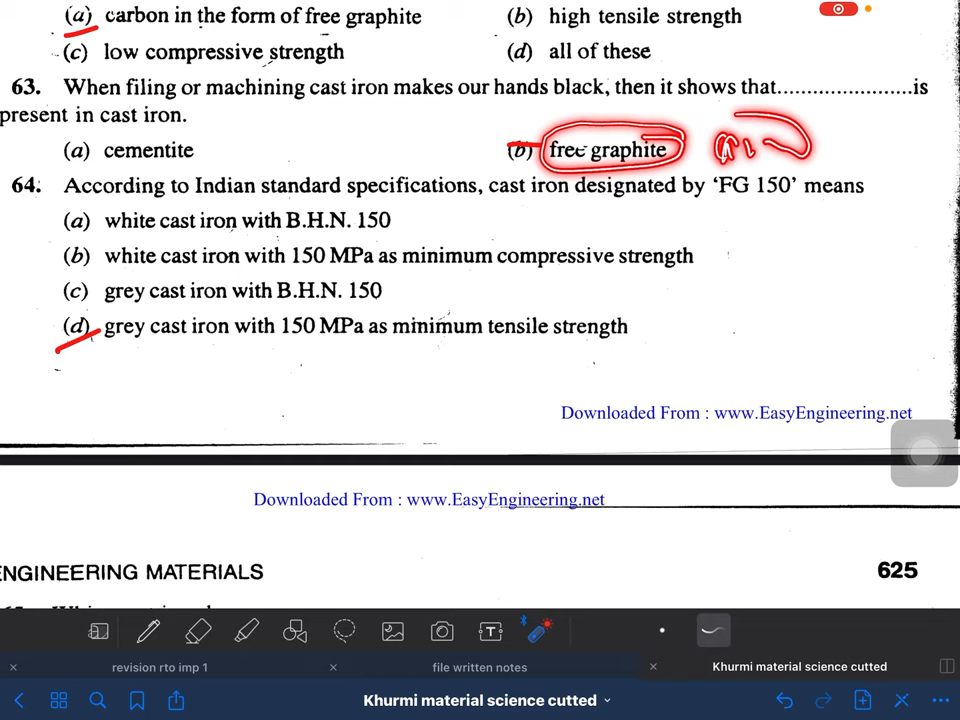 (a) carbon in the form of free graphite (b) high tensile strength
(c) low compressive strength (d) all of these
63. When filing or machining cast iron makes our hands black, then it shows that......................is
present in cast iron.
(a) cementite (b) free graphite
64. According to Indian standard specifications, cast iron designated by ‘FG 150’ means
(a) white cast iron with B.H.N. 150
(b) white cast iron with 150 MPa as minimum compressive strength
(c) grey cast iron with B.H.N. 150
(d) grey cast iron with 150 MPa as minimum tensile strength
Downloaded From : www.EasyEngineering.net
Downloaded From : www.EasyEngineering.net
ENGINEERING MATERIALS 625
revision rto imp 1 file written notes Khurmi material science cutted
Khurmi material science cutted